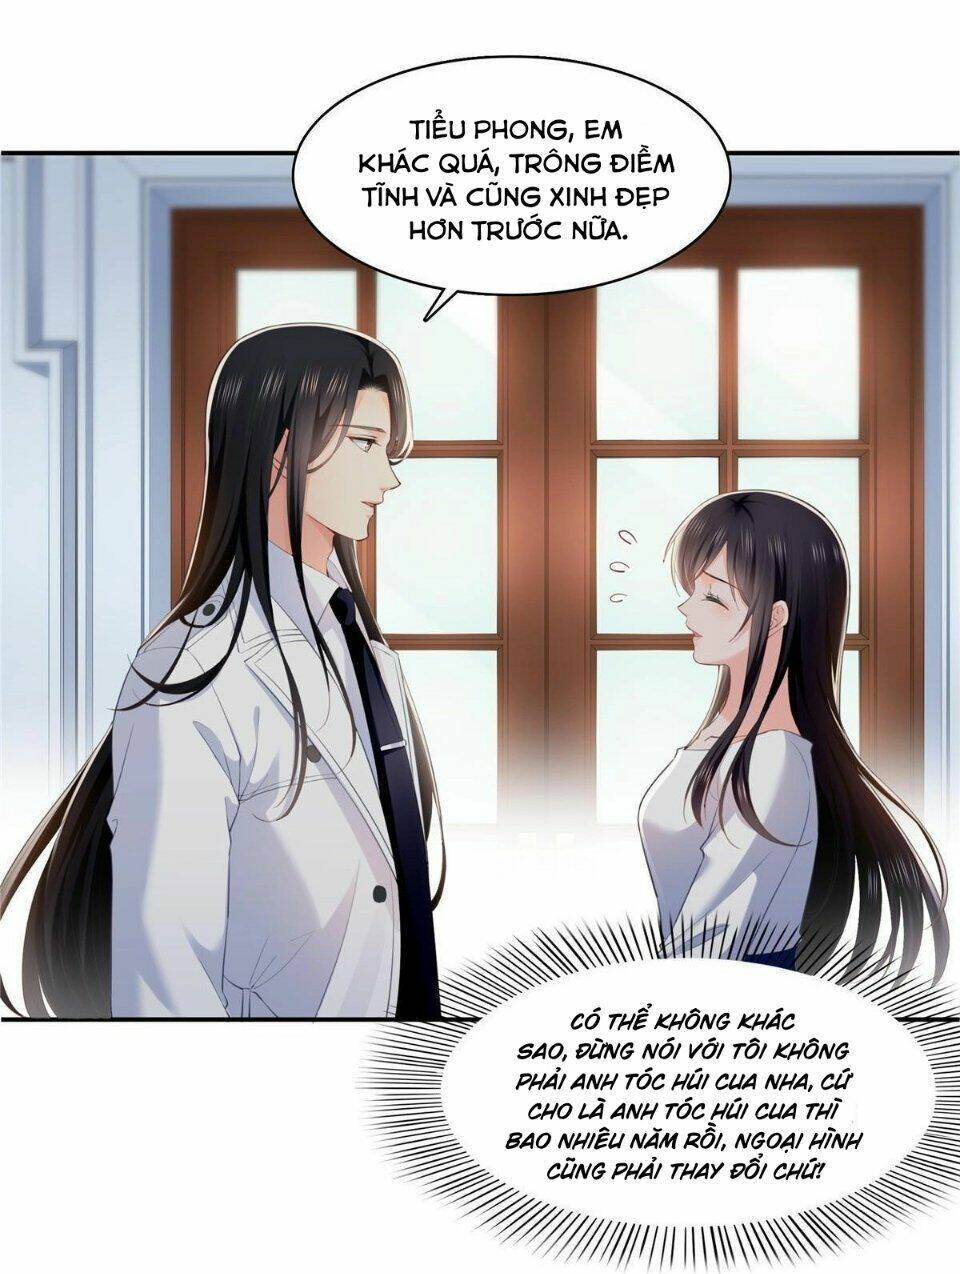 TIỂU PHONG, EM
KHÁC QUÁ, TRÔNG ĐIỀM
TĨNH VÀ CŨNG XINH ĐẸP
HƠN TRƯỚC NỮA.
CÓ THỂ KHÔNG KHÁC
SAO, ĐỪNG NÓI VỚI TÔI KHÔNG
PHẢI ANH TÓC HÚI CUA NHA, CỨ
CHO LÀ ANH TÓC HÚI CUA THÌ
BAO NHIÊU NĂM RỒI, NGOẠI HÌNH
CŨNG PHẢI THAY ĐỔI CHỨ!